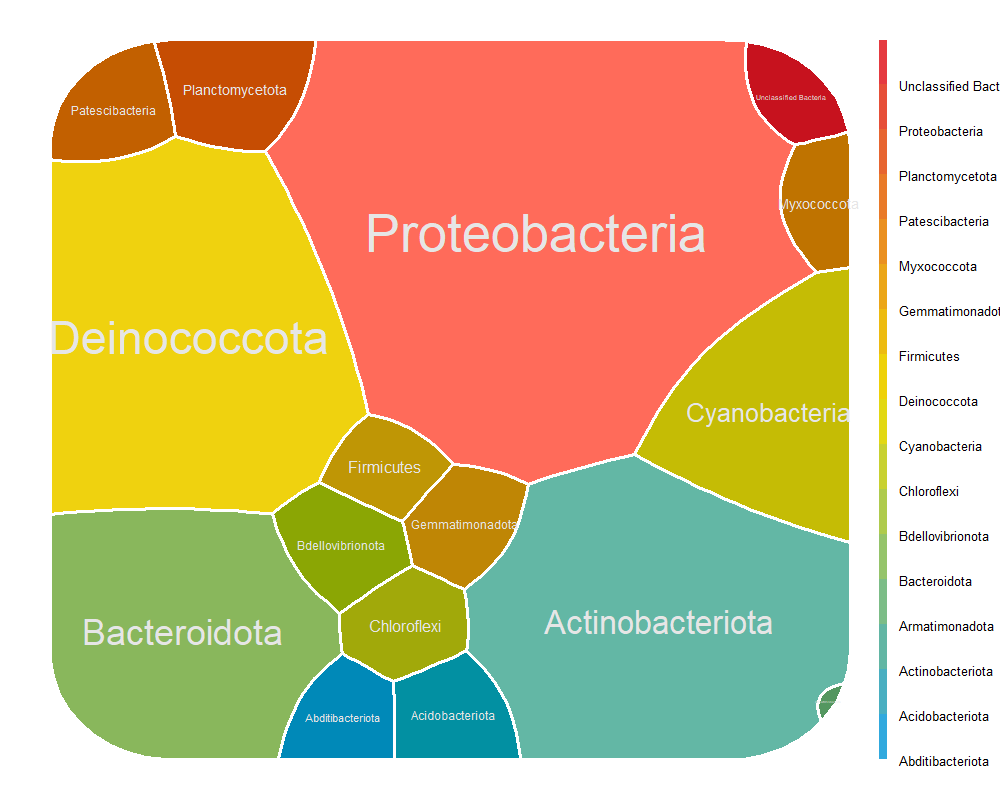 Planctomycetota
Patescibacteria
Unclassified Bacteria
Myxococcota
Proteobacteria
Deinococcota
Cyanobacteria
Firmicutes
Gemmatimonadota
Bdellovibrionota
Bacteroidota
Chloroflexi
Actinobacteriota
Abditibacteriota
Acidobacteriota
Unclassified Bact
Proteobacteria
Planctomycetota
Patescibacteria
Myxococcota
Gemmatimonadot
Firmicutes
Deinococcota
Cyanobacteria
Chloroflexi
Bdellovibrionota
Bacteroidota
Armatimonadota
Actinobacteriota
Acidobacteriota
Abditibacteriota